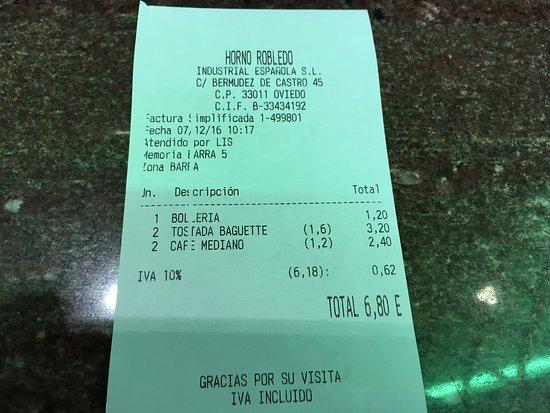 HORNO ROBLEDO
INDUSTRIAL ESPAÑOLA S.L.
C/ BERMUDEZ DE CASTRO 45
C.P. 33011 OVIEDO
C.I.F. B-33434192
Factura Simplificada 1-499801
Fecha 07/12/16 10:17
Atendido por LIS
Memoria BARRA 5
Zona BARRA
Un. Descripción Total
1 BOLLERIA 1,20
2 TOSTADA BAGUETTE (1,6) 3,20
2 CAFE MEDIANO (1,2) 2,40
IVA 10% (6,18): 0,62
TOTAL 6,80 E
GRACIAS POR SU VISITA
IVA INCLUIDO